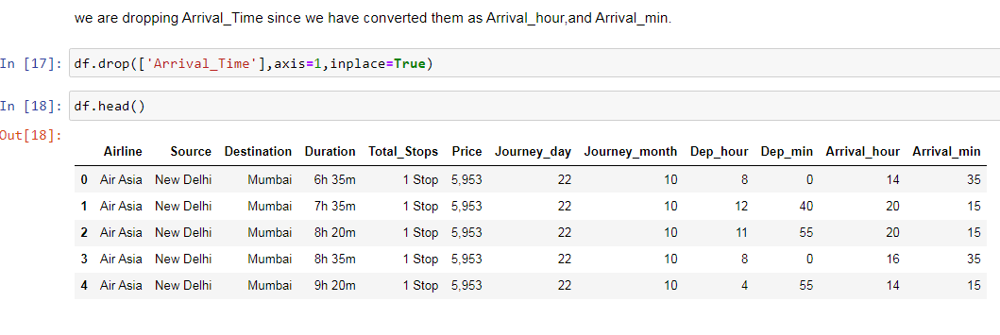 we are dropping Arrival_Time since we have converted them as Arrival_hour,and Arrival_min.
In [17]: df.drop(['Arrival_Time'],axis=1,inplace=True)
In [18]: df.head()
Out[18]:
Airline Source Destination Duration Total_Stops Price Journey_day Journey_month Dep_hour Dep_min Arrival_hour Arrival_min
0 Air Asia New Delhi Mumbai 6h 35m 1 Stop 5,953 22 10 8 0 14 35
1 Air Asia New Delhi Mumbai 7h 35m 1 Stop 5,953 22 10 12 40 20 15
2 Air Asia New Delhi Mumbai 8h 20m 1 Stop 5,953 22 10 11 55 20 15
3 Air Asia New Delhi Mumbai 8h 35m 1 Stop 5,953 22 10 8 0 16 35
4 Air Asia New Delhi Mumbai 9h 20m 1 Stop 5,953 22 10 4 55 14 15